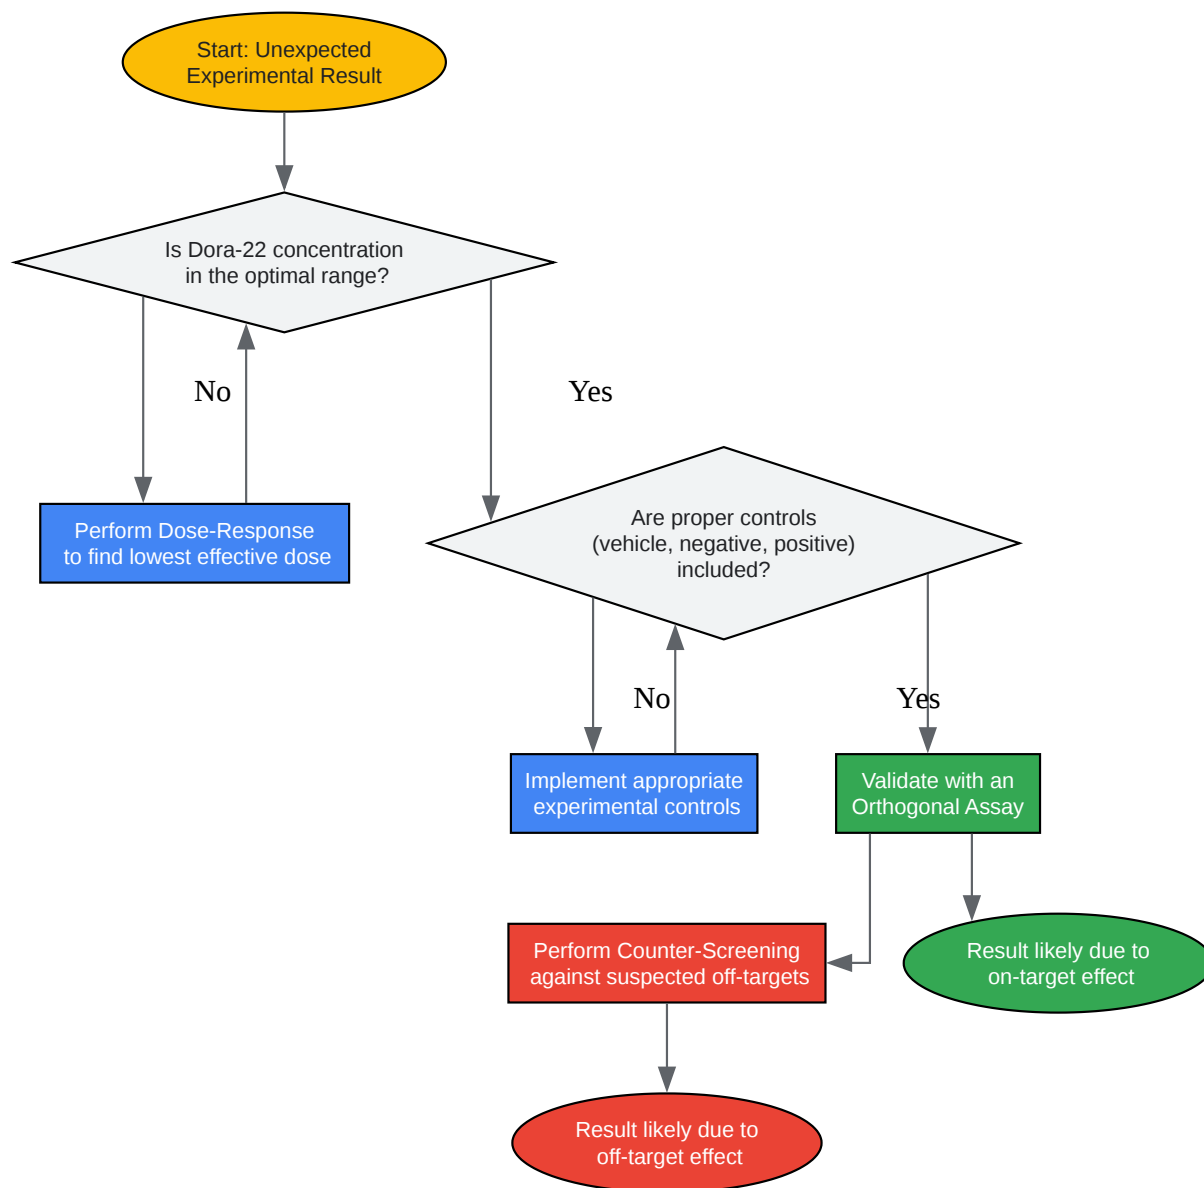 Start: Unexpected
Experimental Result
Is Dora-22 concentration
in the optimal range?
No
Yes
Perform Dose-Response
to find lowest effective dose
Are proper controls
(vehicle, negative, positive)
included?
No
Yes
Implement appropriate
experimental controls
Validate with an
Orthogonal Assay
Perform Counter-Screening
against suspected off-targets
Result likely due to
on-target effect
Result likely due to
off-target effect